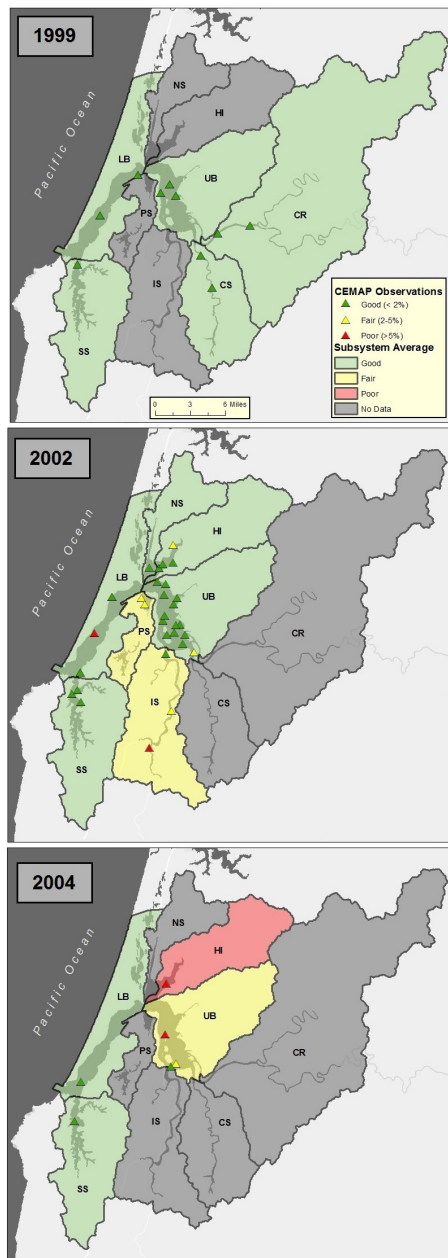 1999
Pacific Ocean
NS
HI
LB
UB
PS
CR
IS
CS
SS
CEMAP Observations
Good (< 2%)
Fair (2-5%)
Poor (>5%)
Subsystem Average
Good
Fair
Poor
No Data
0 1.5 3 6 Miles
2002
Pacific Ocean
NS
HI
LB
UB
PS
CR
IS
CS
SS
2004
Pacific Ocean
NS
HI
LB
UB
PS
CR
IS
CS
SS